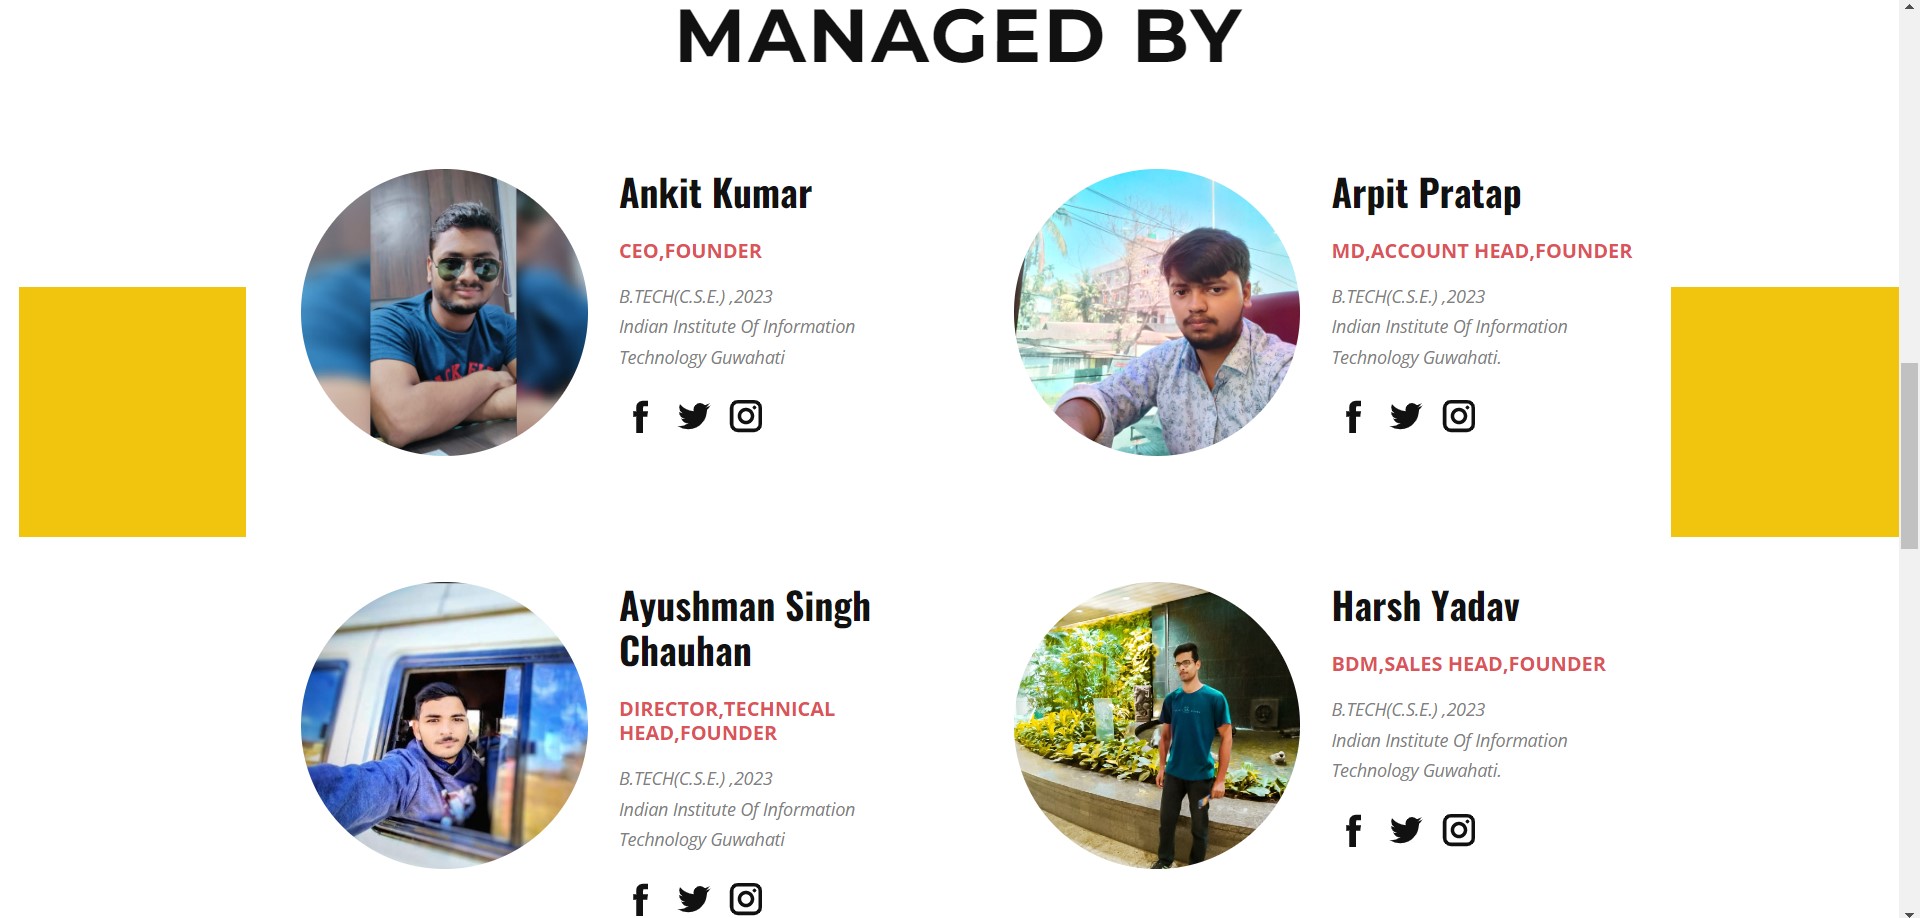 MANAGED BY
Ankit Kumar
CEO,FOUNDER
B.TECH(C.S.E.) ,2023
Indian Institute Of Information
Technology Guwahati
Arpit Pratap
MD,ACCOUNT HEAD,FOUNDER
B.TECH(C.S.E.) ,2023
Indian Institute Of Information
Technology Guwahati.
Ayushman Singh
Chauhan
DIRECTOR,TECHNICAL
HEAD,FOUNDER
B.TECH(C.S.E.) ,2023
Indian Institute Of Information
Technology Guwahati
Harsh Yadav
BDM,SALES HEAD,FOUNDER
B.TECH(C.S.E.) ,2023
Indian Institute Of Information
Technology Guwahati.